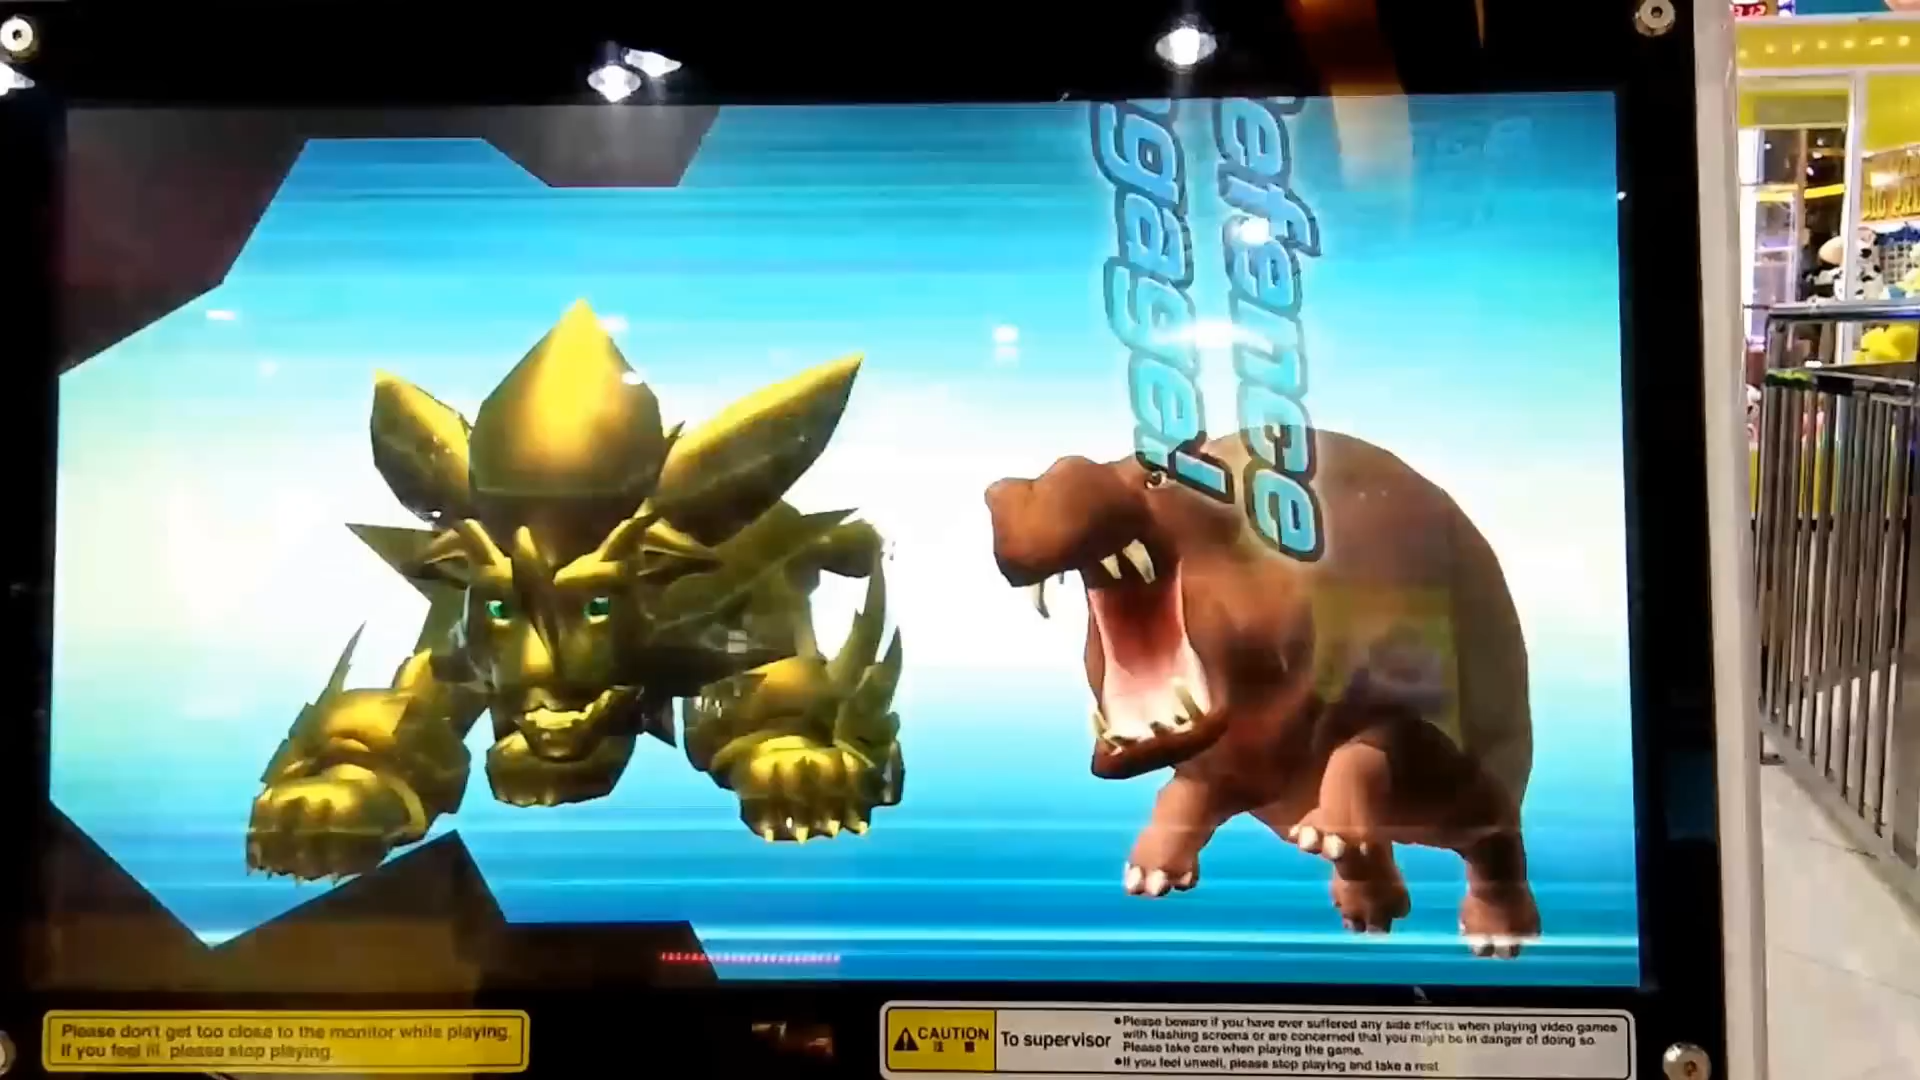 efence
ngage!
Please don't get too close to the monitor while playing.
If you feel ill, please stop playing.
CAUTION
To supervisor
•Please beware if you have ever suffered any side effects when playing video games
with flashing screens or are concerned that you might be in danger of doing so.
Please take care when playing the game.
•If you feel unwell, please stop playing and take a rest